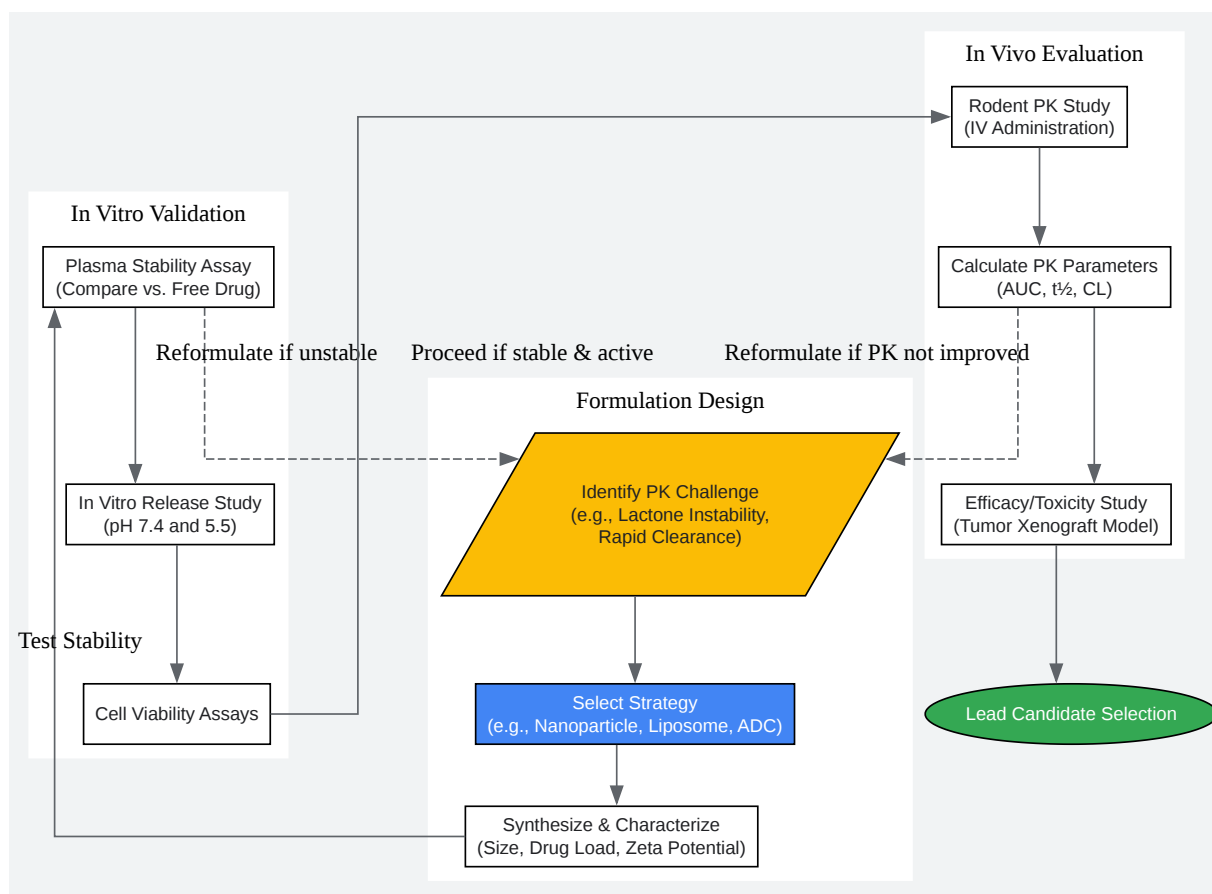 In Vivo Evaluation
Rodent PK Study
(IV Administration)
In Vitro Validation
Plasma Stability Assay
(Compare vs. Free Drug)
Calculate PK Parameters
(AUC, t½, CL)
Reformulate if unstable
Proceed if stable & active
Reformulate if PK not improved
Formulation Design
Identify PK Challenge
(e.g., Lactone Instability,
Rapid Clearance)
In Vitro Release Study
(pH 7.4 and 5.5)
Efficacy/Toxicity Study
(Tumor Xenograft Model)
Test Stability
Cell Viability Assays
Select Strategy
(e.g., Nanoparticle, Liposome, ADC)
Lead Candidate Selection
Synthesize & Characterize
(Size, Drug Load, Zeta Potential)